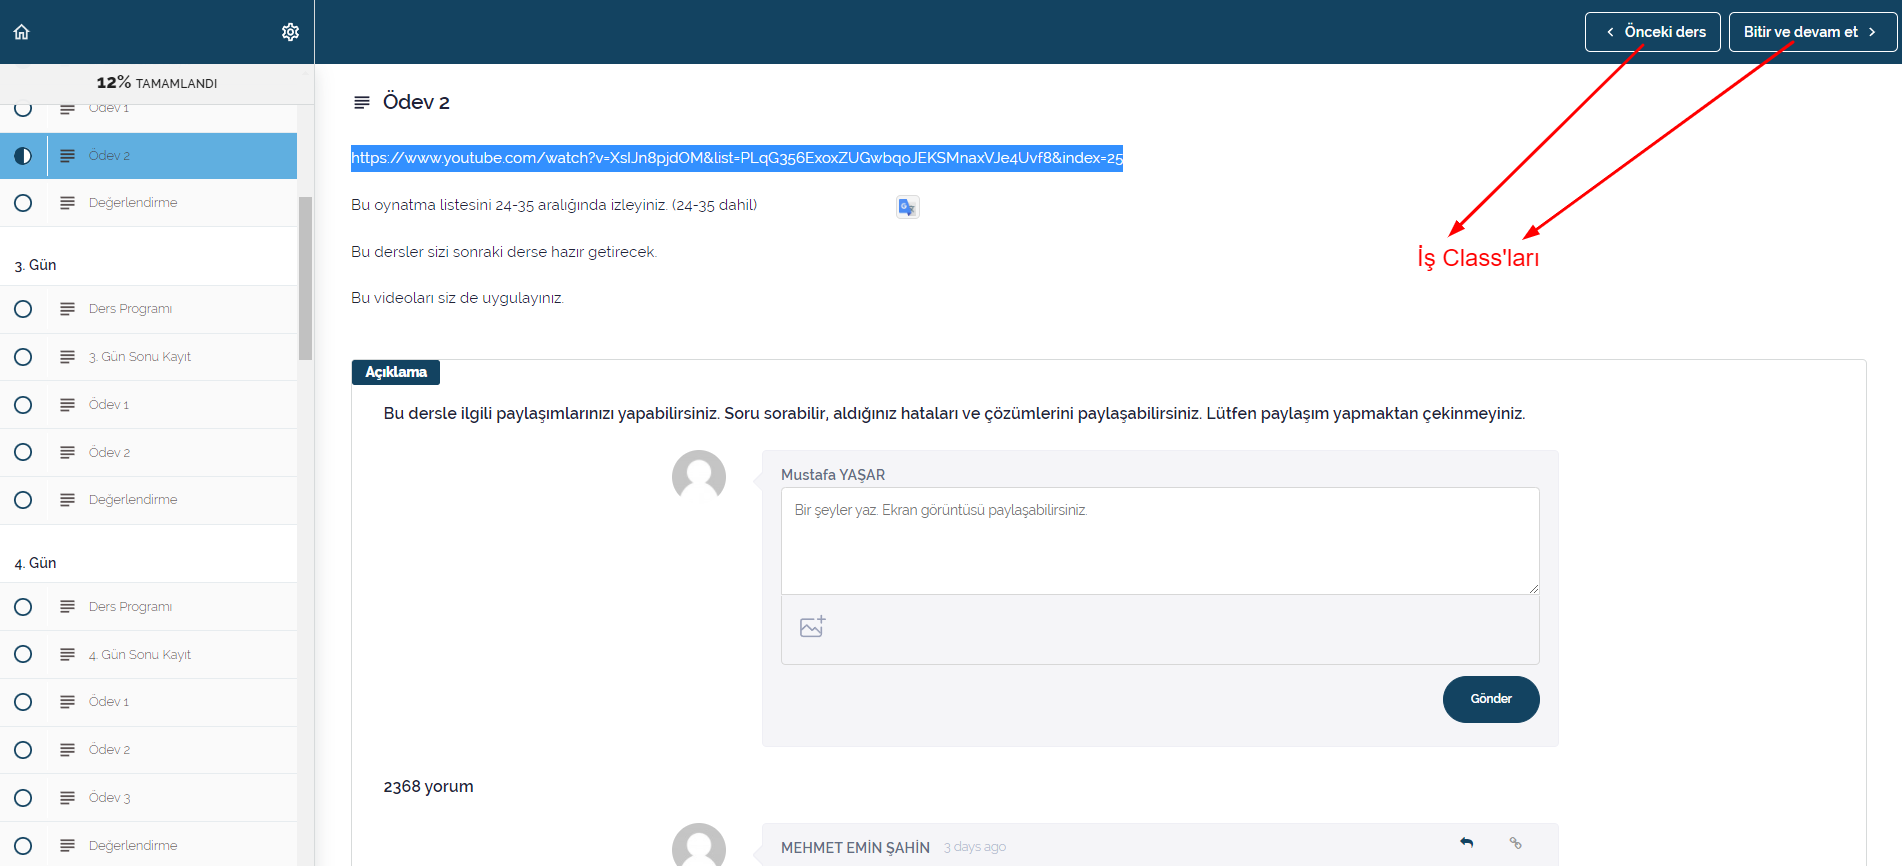 Önceki ders
Bitir ve devam et
12% TAMAMLANDI
Ödev 1
Ödev 2
Değerlendirme
3. Gün
Ders Programı
3. Gün Sonu Kayıt
Ödev 1
Ödev 2
Değerlendirme
4. Gün
Ders Programı
4. Gün Sonu Kayıt
Ödev 1
Ödev 2
Ödev 3
Değerlendirme
Ödev 2
https://www.youtube.com/watch?v=XsIJn8pjdOM&list=PLqG356ExoxZUGwbqoJEKSMnaxVJe4Uvf8&index=25
Bu oynatma listesini 24-35 aralığında izleyiniz. (24-35 dahil)
Bu dersler sizi sonraki derse hazır getirecek.
Bu videoları siz de uygulayınız.
İş Class'ları
Açıklama
Bu dersle ilgili paylaşımlarınızı yapabilirsiniz. Soru sorabilir, aldığınız hataları ve çözümlerini paylaşabilirsiniz. Lütfen paylaşım yapmaktan çekinmeyiniz.
Mustafa YAŞAR
Bir şeyler yaz. Ekran görüntüsü paylaşabilirsiniz.
Gönder
2368 yorum
MEHMET EMİN ŞAHİN 3 days ago